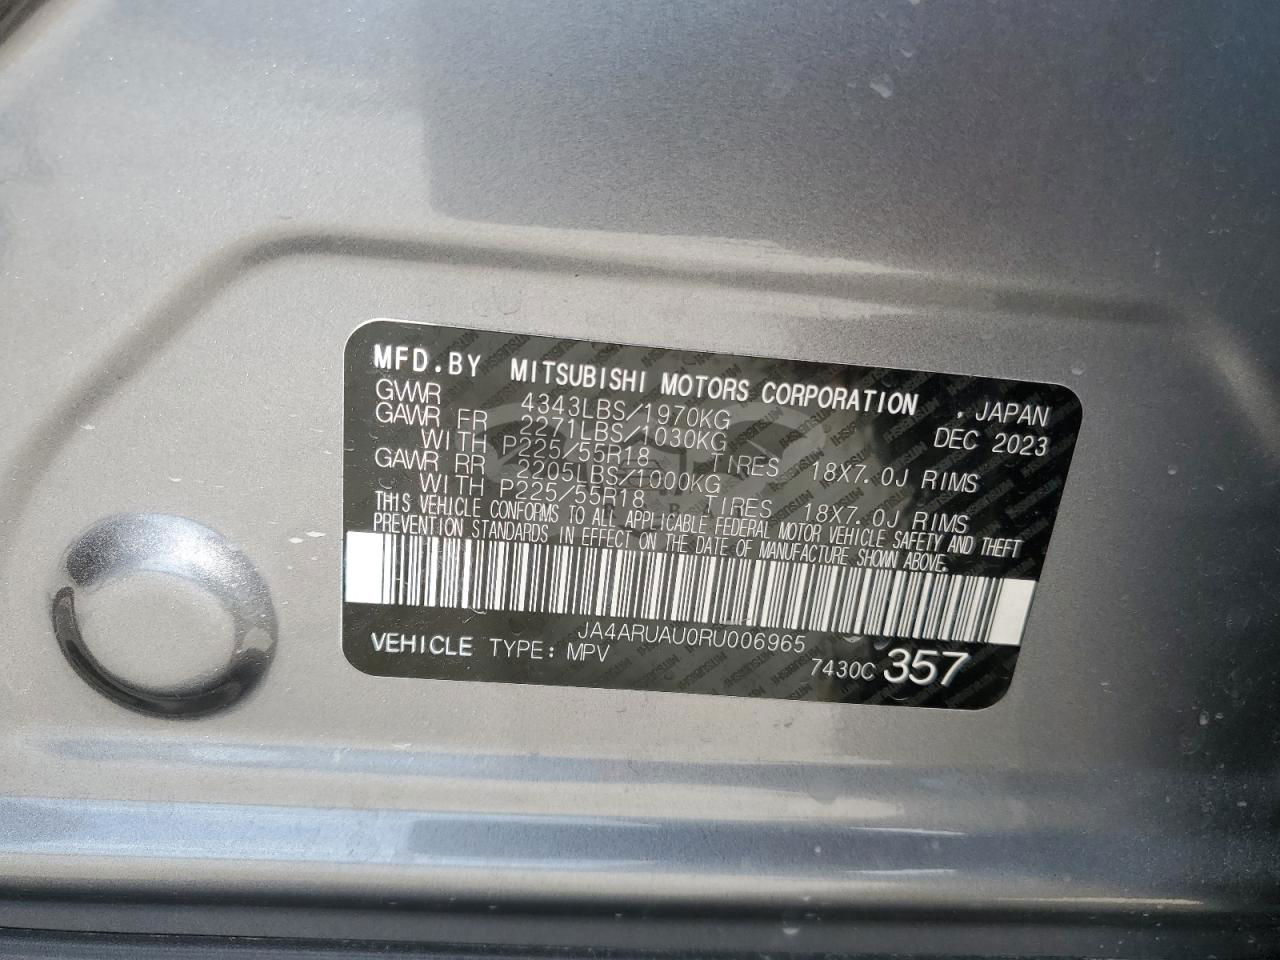 MFD.BY MITSUBISHI MOTORS CORPORATION , JAPAN
GVWR 4343LBS/1970KG DEC 2023
GAWR FR 2271LBS/1030KG
WITH P225/55R18 TIRES 18X7.0J RIMS
GAWR RR 2205LBS/1000KG
WITH P225/55R18 TIRES 18X7.0J RIMS
THIS VEHICLE CONFORMS TO ALL APPLICABLE FEDERAL MOTOR VEHICLE SAFETY AND THEFT
PREVENTION STANDARDS IN EFFECT ON THE DATE OF MANUFACTURE SHOWN ABOVE.
JA4ARUAU0RU006965
VEHICLE TYPE: MPV 7430C 357